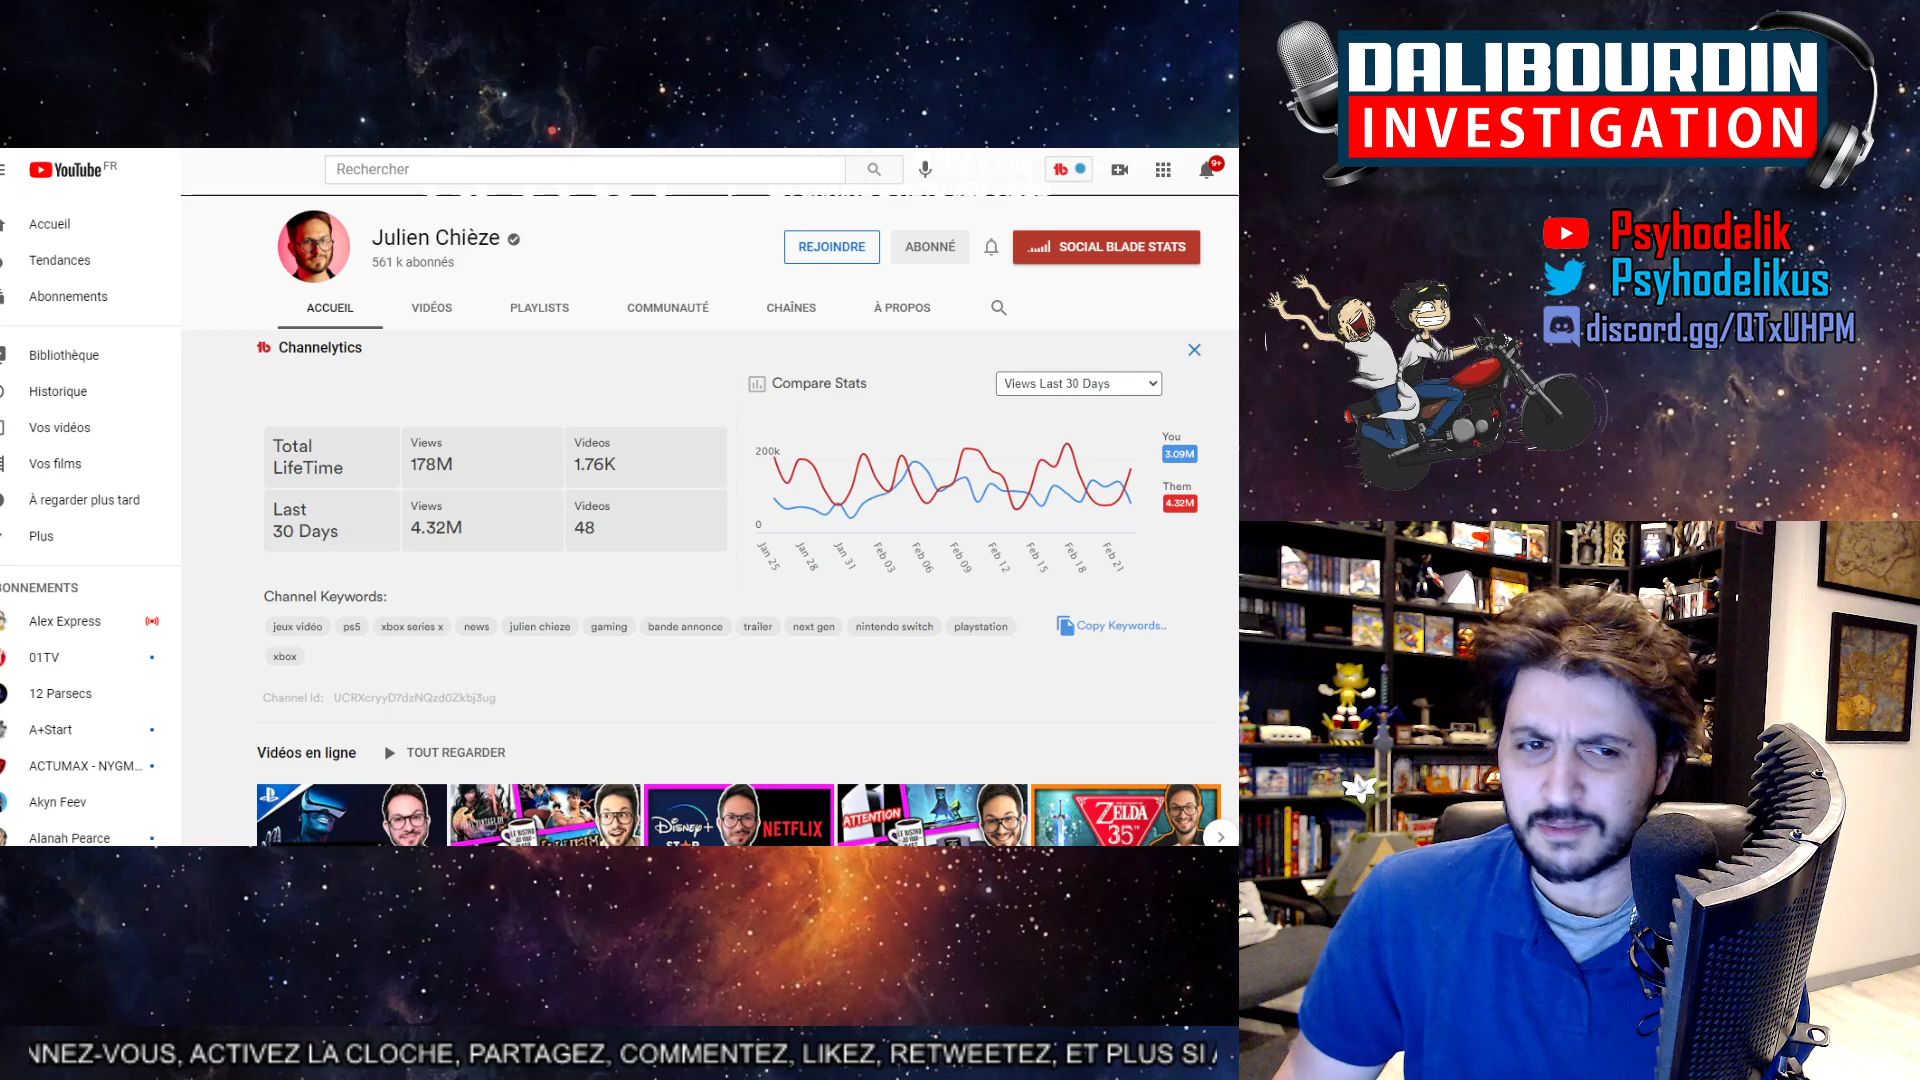 DALIBOURDIN
INVESTIGATION
YouTube FR
Rechercher
9+
Accueil
Tendances
Abonnements
Bibliothèque
Historique
Vos vidéos
Vos films
À regarder plus tard
Plus
BONNEMENTS
Alex Express
01TV
12 Parsecs
A+Start
ACTUMAX - NYGM...
Akyn Feev
Alanah Pearce
Julien Chièze
561 k abonnés
REJOINDRE
ABONNÉ
SOCIAL BLADE STATS
ACCUEIL VIDÉOS PLAYLISTS COMMUNAUTÉ CHAÎNES À PROPOS
Channelytics
Compare Stats
Views Last 30 Days
Total LifeTime
Views
178M
Videos
1.76K
Last 30 Days
Views
4.32M
Videos
48
200k
0
Jan 25 Jan 28 Jan 31 Feb 03 Feb 06 Feb 09 Feb 12 Feb 15 Feb 18 Feb 21
You
3.09M
Them
4.32M
Channel Keywords:
jeux vidéo ps5 xbox series x news julien chieze gaming bande annonce trailer next gen nintendo switch playstation
xbox
Copy Keywords..
Channel Id: UCRXcryyD7dzNQzd0Zkbj3ug
Vidéos en ligne TOUT REGARDER
Disney+
NETFLIX
ATTENTION
ZELDA
35TH
Psyhodelik
Psyhodelikus
discord.gg/QTxUHPM
NNEZ-VOUS, ACTIVEZ LA CLOCHE, PARTAGEZ, COMMENTEZ, LIKEZ, RETWEETEZ, ET PLUS SI